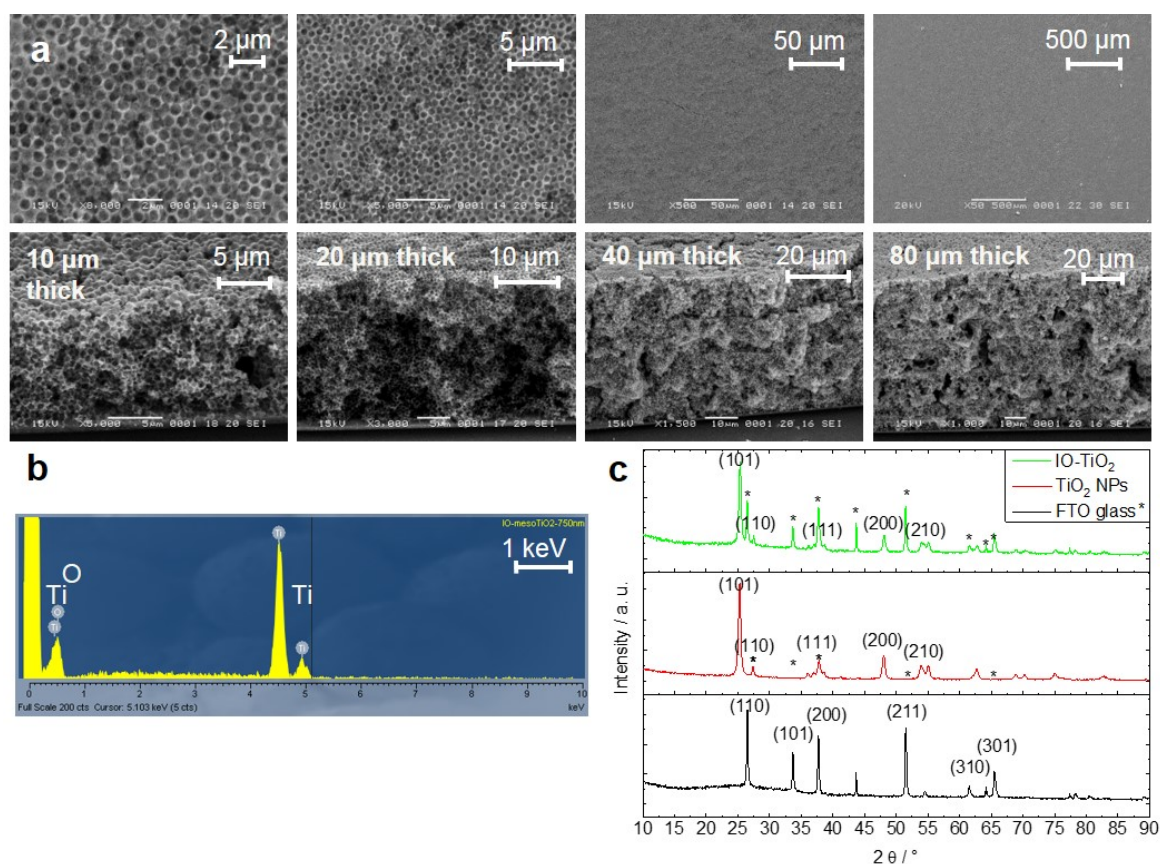 a
2 µm
15kV X8,000 2µm 0001 14 20 SEI
5 µm
15kV X5,000 5µm 0001 14 20 SEI
50 µm
15kV X500 50µm 0001 14 20 SEI
500 µm
20kV X50 500µm 0001 22 30 SEI
10 µm
thick
5 µm
15kV X5,000 5µm 0001 18 20 SEI
20 µm thick
10 µm
15kV X3,000 5µm 0001 17 20 SEI
40 µm thick
20 µm
15kV X1,500 10µm 0001 20 16 SEI
80 µm thick
20 µm
15kV X1,000 10µm 0001 20 16 SEI
b
IO-mesoTiO2-750nm
1 keV
Ti O Ti
Ti
O
Ti
Ti
0 1 2 3 4 5 6 7 8 9 10
Full Scale 200 cts Cursor: 5.103 keV (5 cts) keV
c
IO-TiO₂
TiO₂ NPs
FTO glass*
(101)
* * * * * * * *
(110) (111) (200) (210)
(101)
(110) (111) (200) (210)
* * * * *
(110) (101) (200) (211) (310) (301)
Intensity / a. u.
10 15 20 25 30 35 40 45 50 55 60 65 70 75 80 85 90
2 θ / °